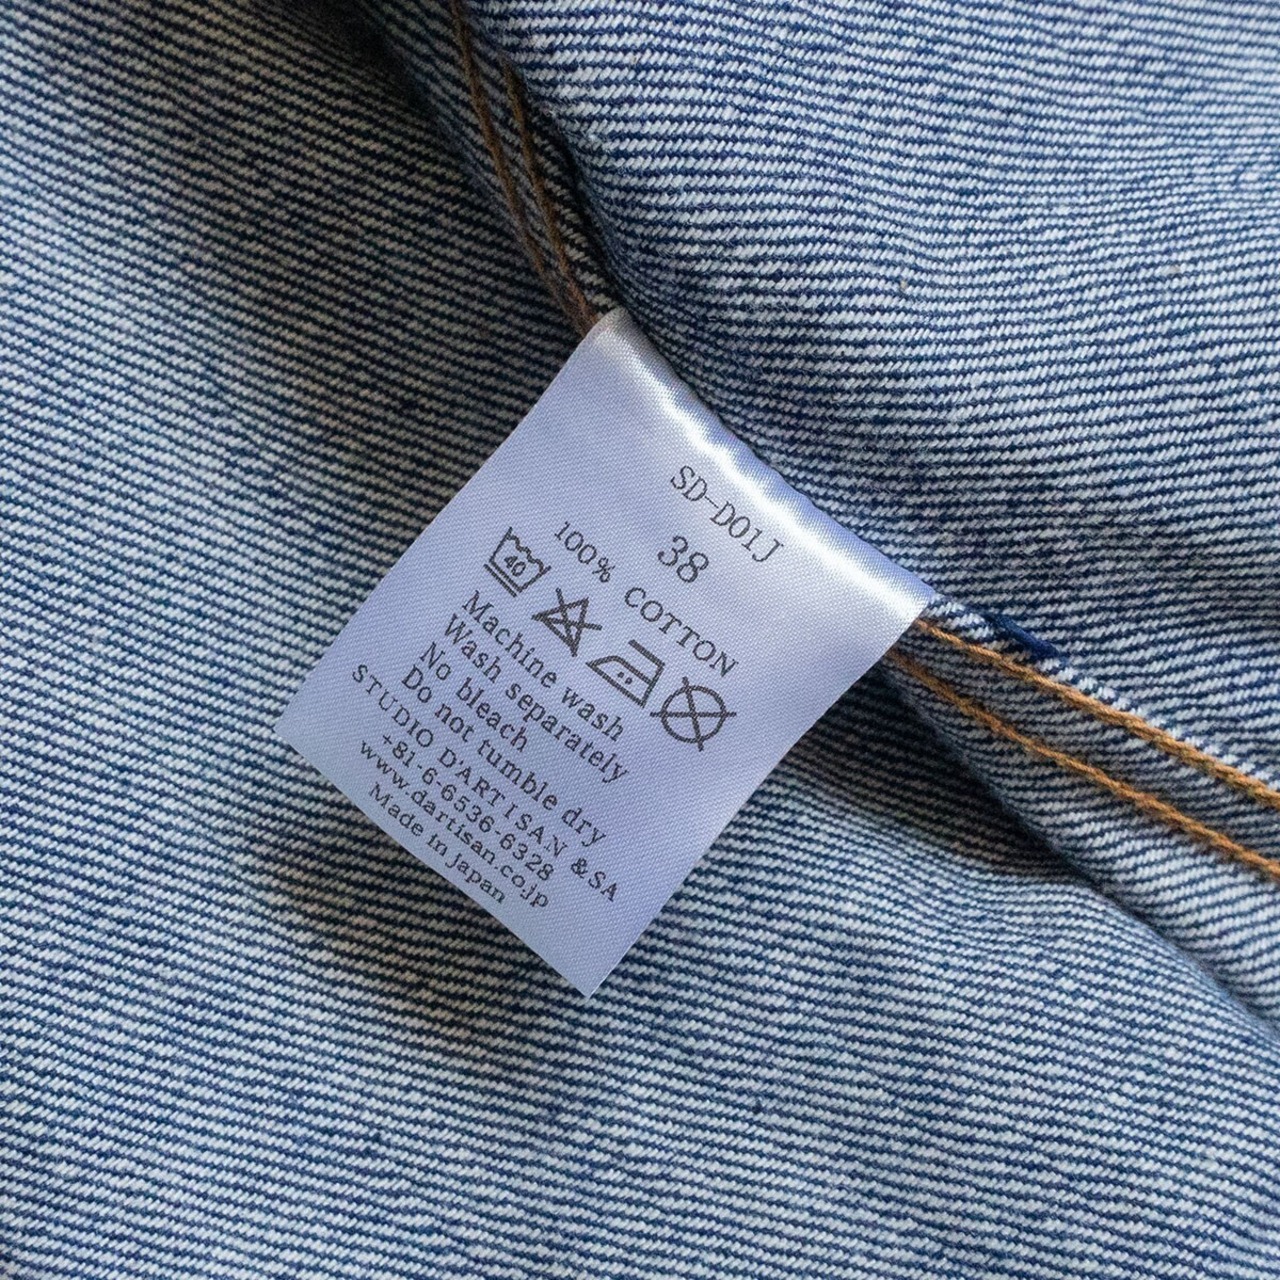 SD-D01J
38
100% COTTON
40
Machine wash
Wash separately
No bleach
Do not tumble dry
STUDIO D'ARTISAN &SA
+81-6-6536-6328
www.dartisan.co.jp
Made in japan